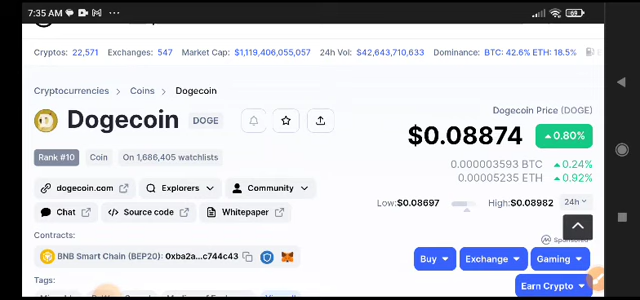 7:35 AM
69
Cryptos: 22,571 Exchanges: 547 Market Cap: $1,119,406,055,057 24h Vol: $42,643,710,633 Dominance: BTC: 42.6% ETH: 18.5%
Cryptocurrencies > Coins > Dogecoin
Dogecoin DOGE
Dogecoin Price (DOGE)
$0.08874 0.80%
0.000003593 BTC 0.24%
0.00005235 ETH 0.92%
Rank #10 Coin On 1,686,405 watchlists
dogecoin.com Explorers Community
Low:$0.08697 High:$0.08982 24h
Chat Source code Whitepaper
Contracts:
Sponsored
BNB Smart Chain (BEP20): 0xba2a...c744c43
Buy Exchange Gaming
Tags:
Earn Crypto